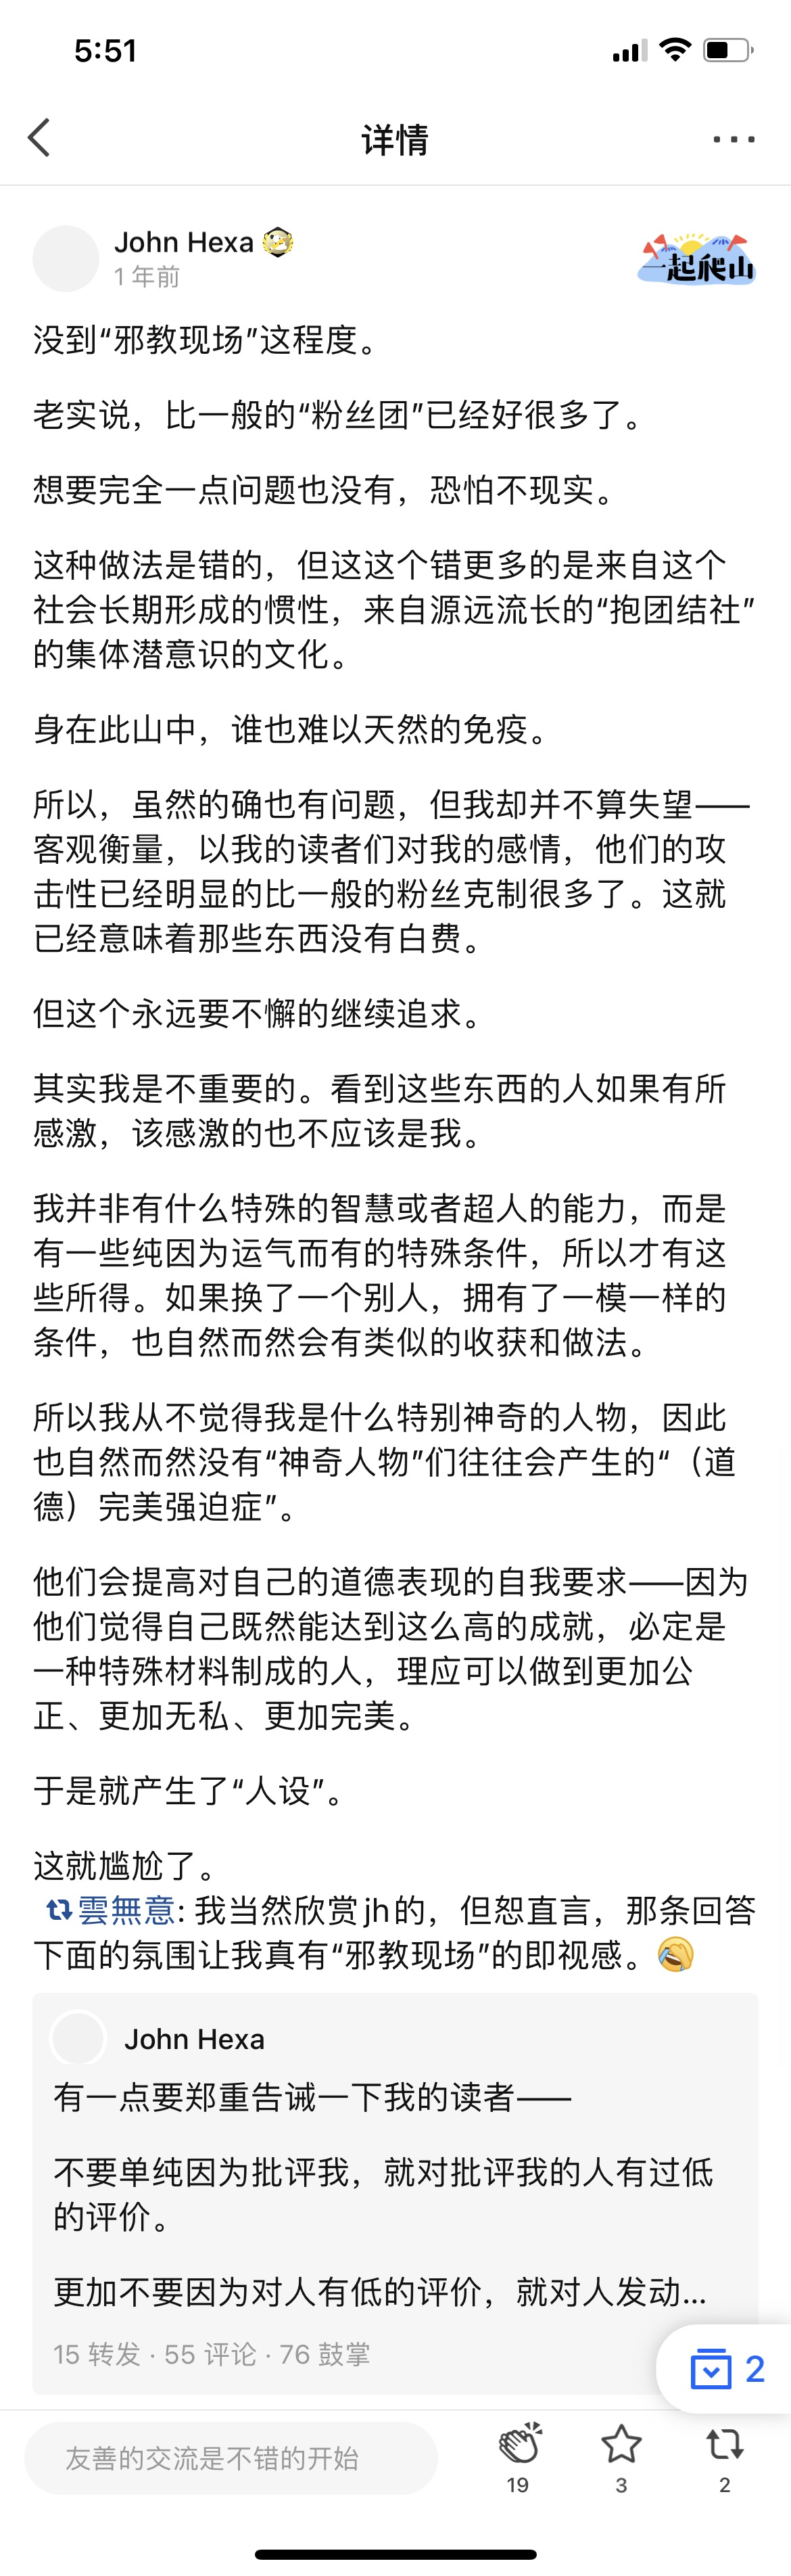 5:51
详情
John Hexa
1 年前
一起爬山
没到“邪教现场”这程度。
老实说，比一般的“粉丝团”已经好很多了。
想要完全一点问题也没有，恐怕不现实。
这种做法是错的，但这这个错更多的是来自这个
社会长期形成的惯性，来自源远流长的“抱团结社”
的集体潜意识的文化。
身在此山中，谁也难以天然的免疫。
所以，虽然的确也有问题，但我却并不算失望——
客观衡量，以我的读者们对我的感情，他们的攻
击性已经明显的比一般的粉丝克制很多了。这就
已经意味着那些东西没有白费。
但这个永远要不懈的继续追求。
其实我是不重要的。看到这些东西的人如果有所
感激，该感激的也不应该是我。
我并非有什么特殊的智慧或者超人的能力，而是
有一些纯因为运气而有的特殊条件，所以才有这
些所得。如果换了一个别人，拥有了一模一样的
条件，也自然而然会有类似的收获和做法。
所以我从不觉得我是什么特别神奇的人物，因此
也自然而然没有“神奇人物”们往往会产生的“（道
德）完美强迫症”。
他们会提高对自己的道德表现的自我要求——因为
他们觉得自己既然能达到这么高的成就，必定是
一种特殊材料制成的人，理应可以做到更加公
正、更加无私、更加完美。
于是就产生了“人设”。
这就尴尬了。
雲無意: 我当然欣赏jh的，但恕直言，那条回答
下面的氛围让我真有“邪教现场”的即视感。
John Hexa
有一点要郑重告诫一下我的读者——
不要单纯因为批评我，就对批评我的人有过低
的评价。
更加不要因为对人有低的评价，就对人发动...
15 转发 · 55 评论 · 76 鼓掌
2
友善的交流是不错的开始
19
3
2